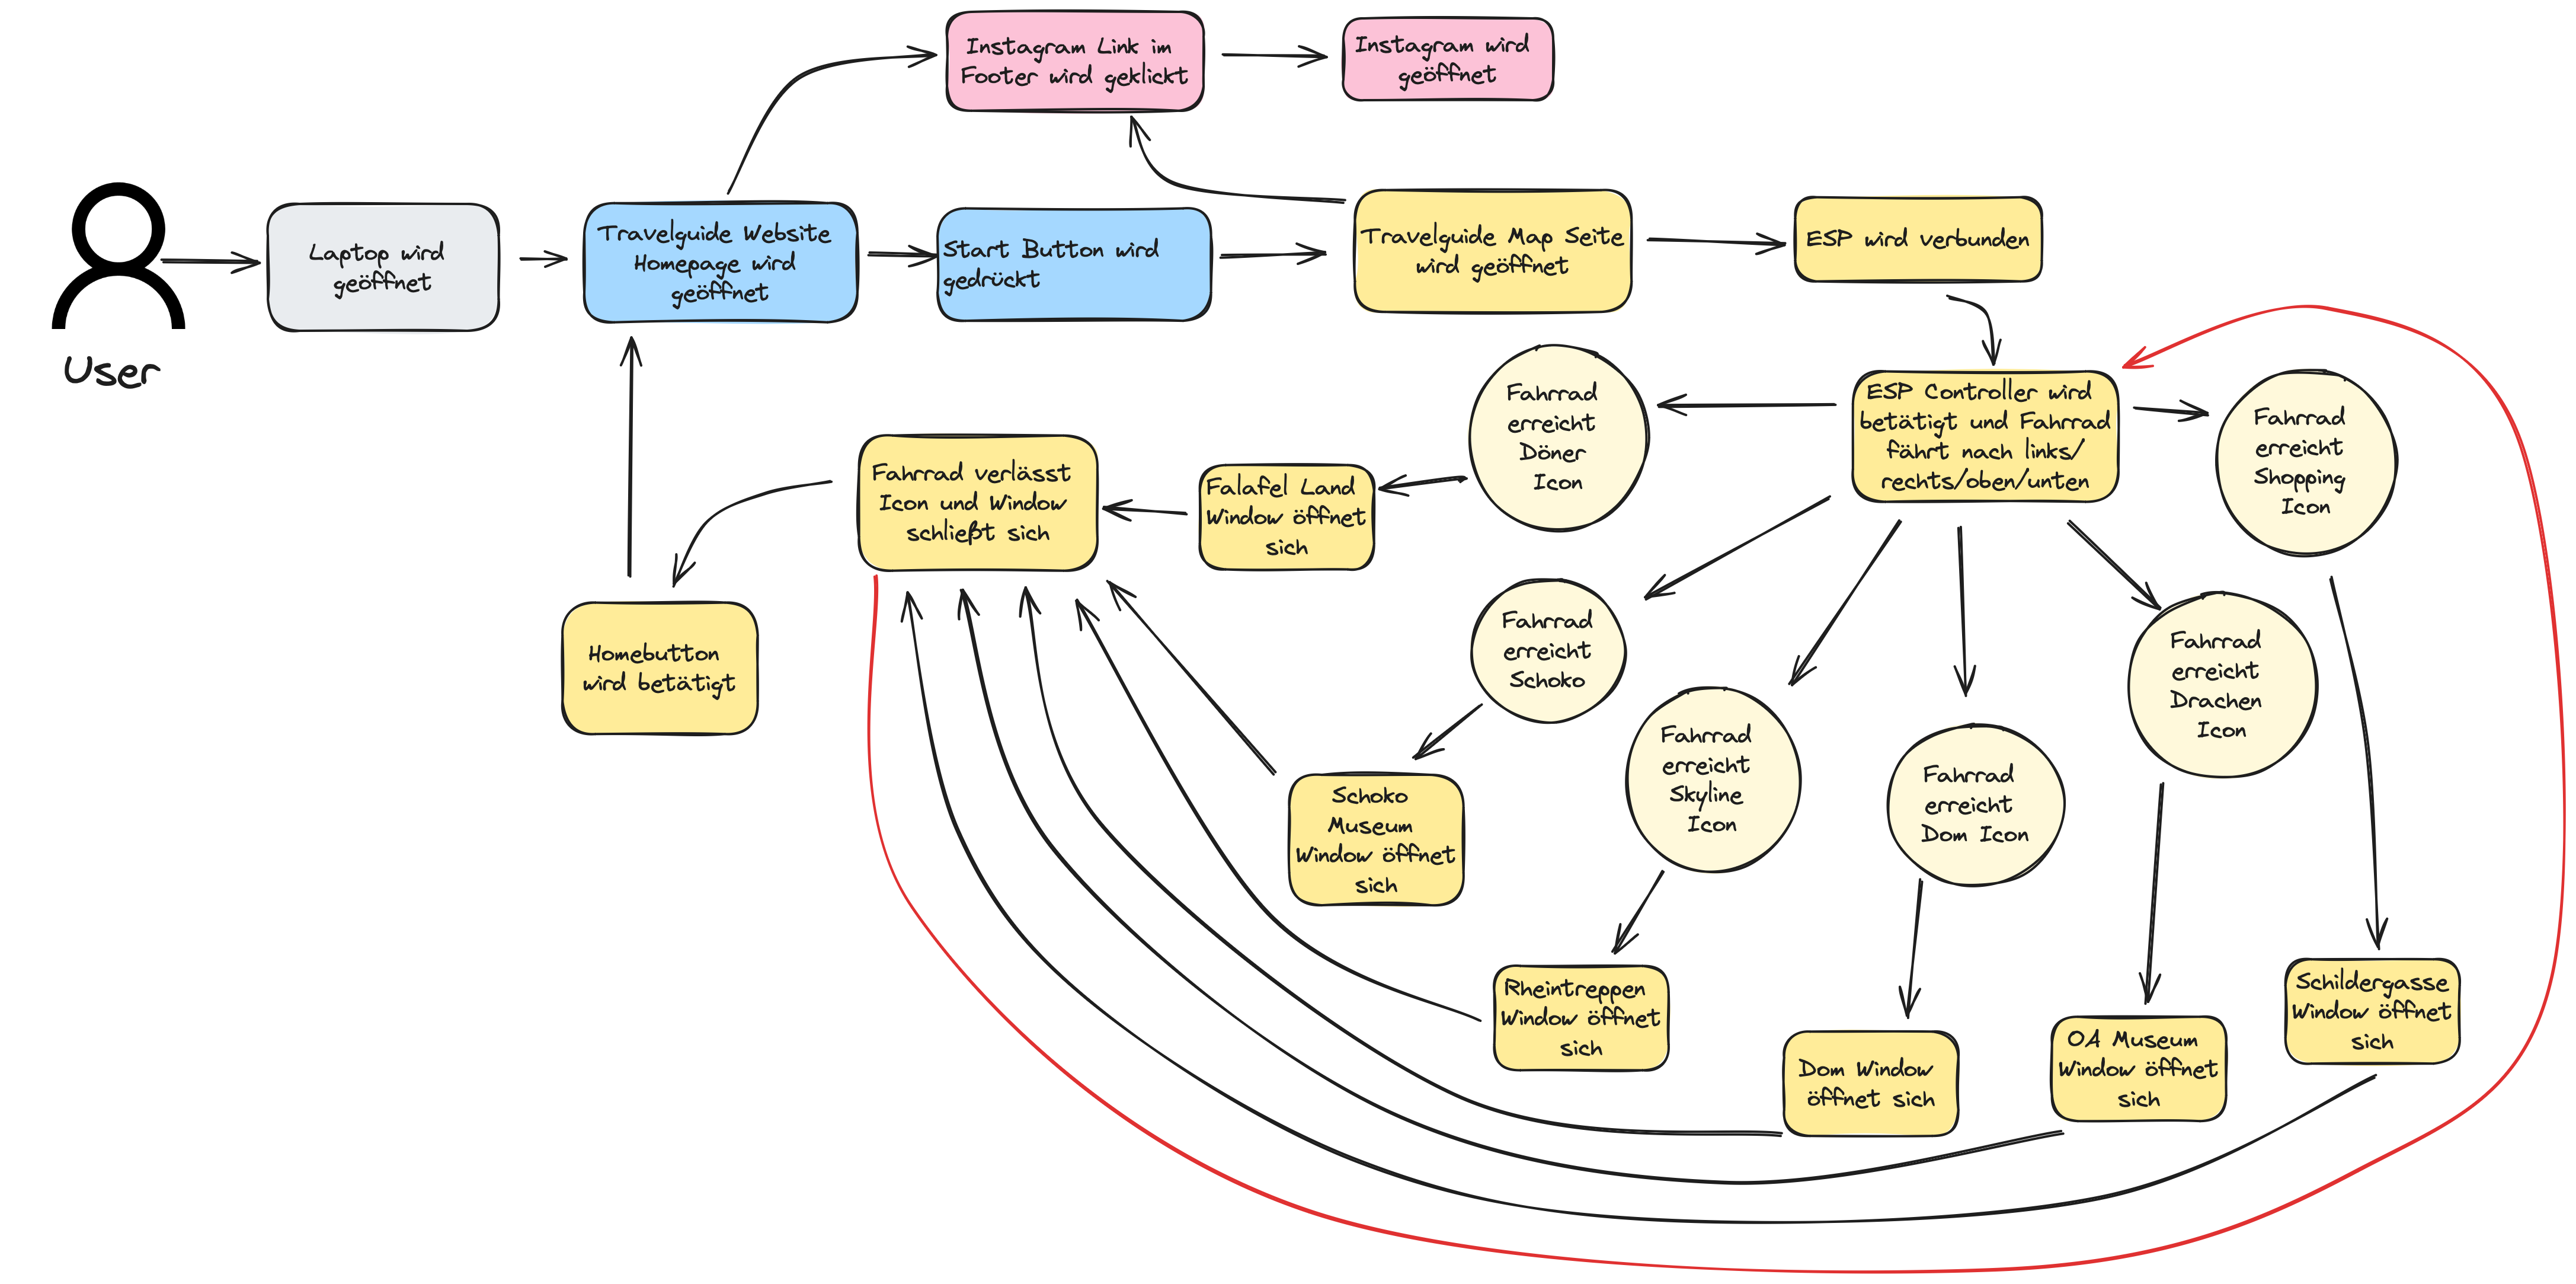 Instagram Link im
Footer wird geklickt
Instagram wird
geöffnet
User
Laptop wird
geöffnet
Travelguide Website
Homepage wird
geöffnet
Start Button wird
gedrückt
Travelguide Map Seite
wird geöffnet
ESP wird verbunden
ESP Controller wird
betätigt und Fahrrad
fährt nach links/
rechts/oben/unten
Fahrrad
erreicht
Döner
Icon
Fahrrad
erreicht
Shopping
Icon
Fahrrad verlässt
Icon und Window
schließt sich
Falafel Land
Window öffnet
sich
Homebutton
wird betätigt
Fahrrad
erreicht
Schoko
Fahrrad
erreicht
Skyline
Icon
Fahrrad
erreicht
Dom Icon
Fahrrad
erreicht
Drachen
Icon
Schoko
Museum
Window öffnet
sich
Rheintreppen
Window öffnet
sich
Dom Window
öffnet sich
OA Museum
Window öffnet
sich
Schildergasse
Window öffnet
sich